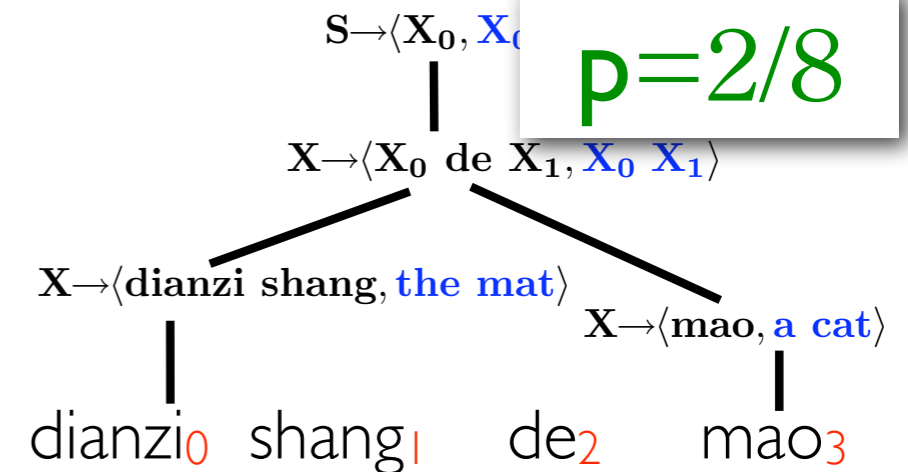 S→⟨X₀, X₀
p=2/8
X→⟨X₀ de X₁, X₀ X₁⟩
X→⟨dianzi shang, the mat⟩
X→⟨mao, a cat⟩
dianzi₀ shang₁ de₂ mao₃